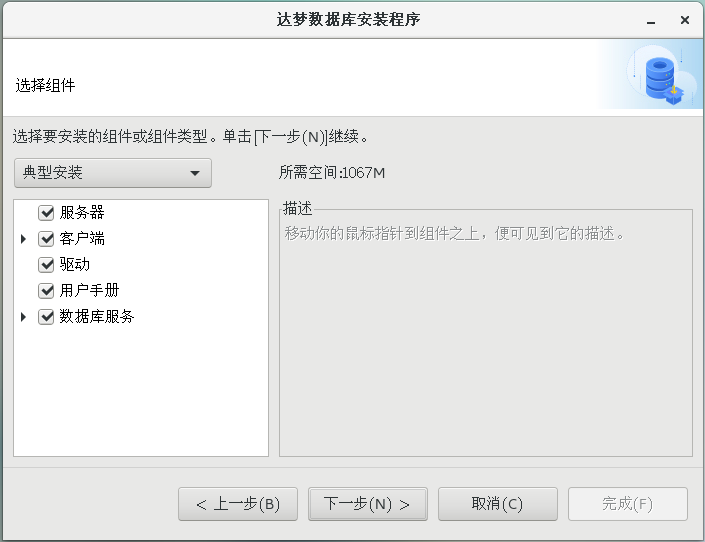 达梦数据库安装程序
选择组件
选择要安装的组件或组件类型。单击[下一步(N)]继续。
典型安装
所需空间:1067M
服务器
客户端
驱动
用户手册
数据库服务
描述
移动你的鼠标指针到组件之上，便可见到它的描述。
< 上一步(B)
下一步(N) >
取消(C)
完成(F)